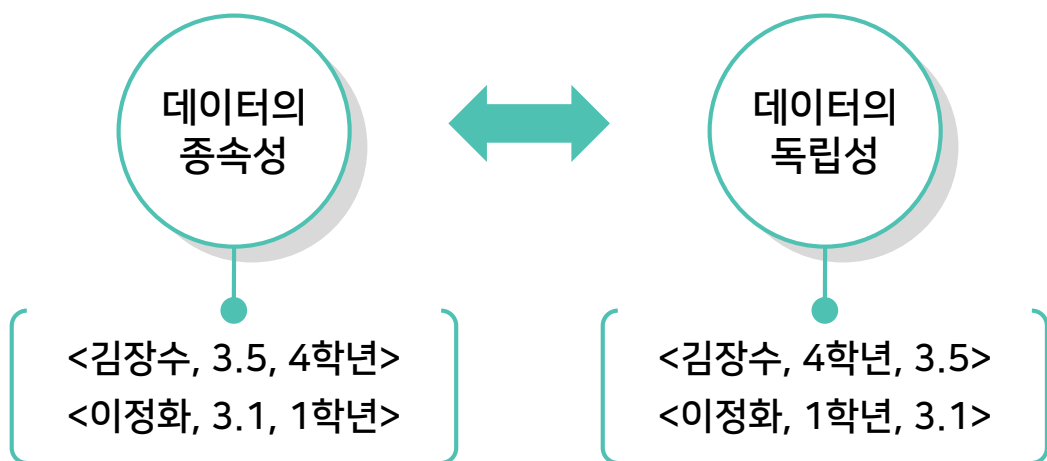 데이터의
종속성
데이터의
독립성
<김장수, 3.5, 4학년>
<이정화, 3.1, 1학년>
<김장수, 4학년, 3.5>
<이정화, 1학년, 3.1>